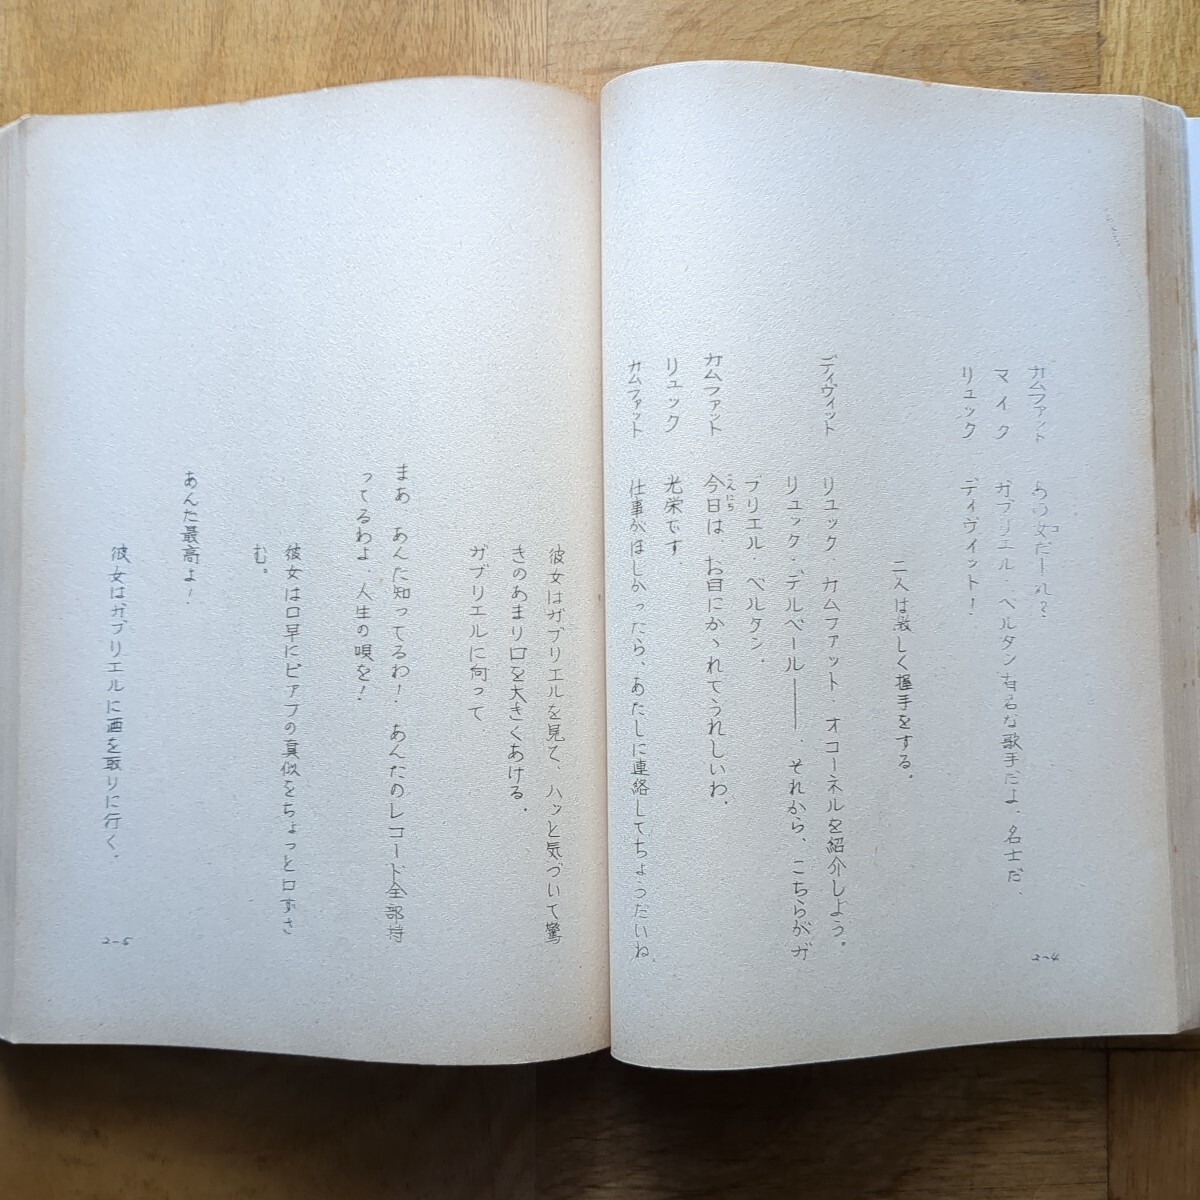 カムファット　あの女だーれ？
マイク　ガブリエル・ベルタン有名な歌手だよ、名士だ、
リュック　ディヴィット！
二人は厳しく握手をする。
ディヴィット　リュック、カムファット・オコーネルを紹介しよう。
リュック・デルベール――、それから、こちらがガ
ブリエル・ベルタン、
カムファット　今日は、お目にかゝれてうれしいわ、
こんにち
リュック　光栄です、
カムファット　仕事がはじかったら、あたしに連絡してちょうだいね、
2-4
彼女はガブリエルを見て、ハッと気づいて驚
きのあまり口を大きくあける。
ガブリエルに向って、
まあ、あんた知ってるわ！　あんたのレコード全部持
ってるわよ、人生の唄を！
彼女は口早にピアフの真似をちょっと口ずさ
む。
あんた最高よ！
彼女はガブリエルに酒を取りに行く、
2-5